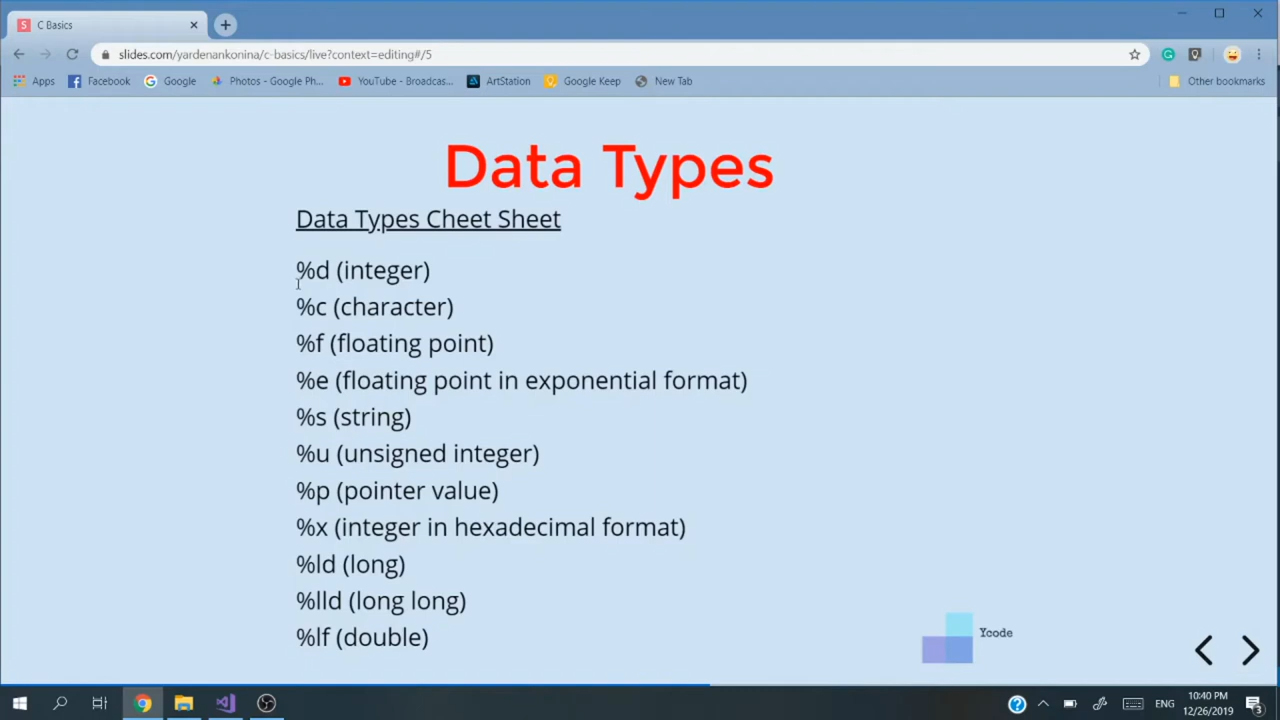 C Basics
slides.com/yardenankonina/c-basics/live?context=editing#/5
Apps Facebook Google Photos - Google Ph... YouTube - Broadcas... ArtStation Google Keep New Tab Other bookmarks
Data Types
Data Types Cheet Sheet
%d (integer)
%c (character)
%f (floating point)
%e (floating point in exponential format)
%s (string)
%u (unsigned integer)
%p (pointer value)
%x (integer in hexadecimal format)
%ld (long)
%lld (long long)
%lf (double)
Ycode
ENG
10:40 PM
12/26/2019
3